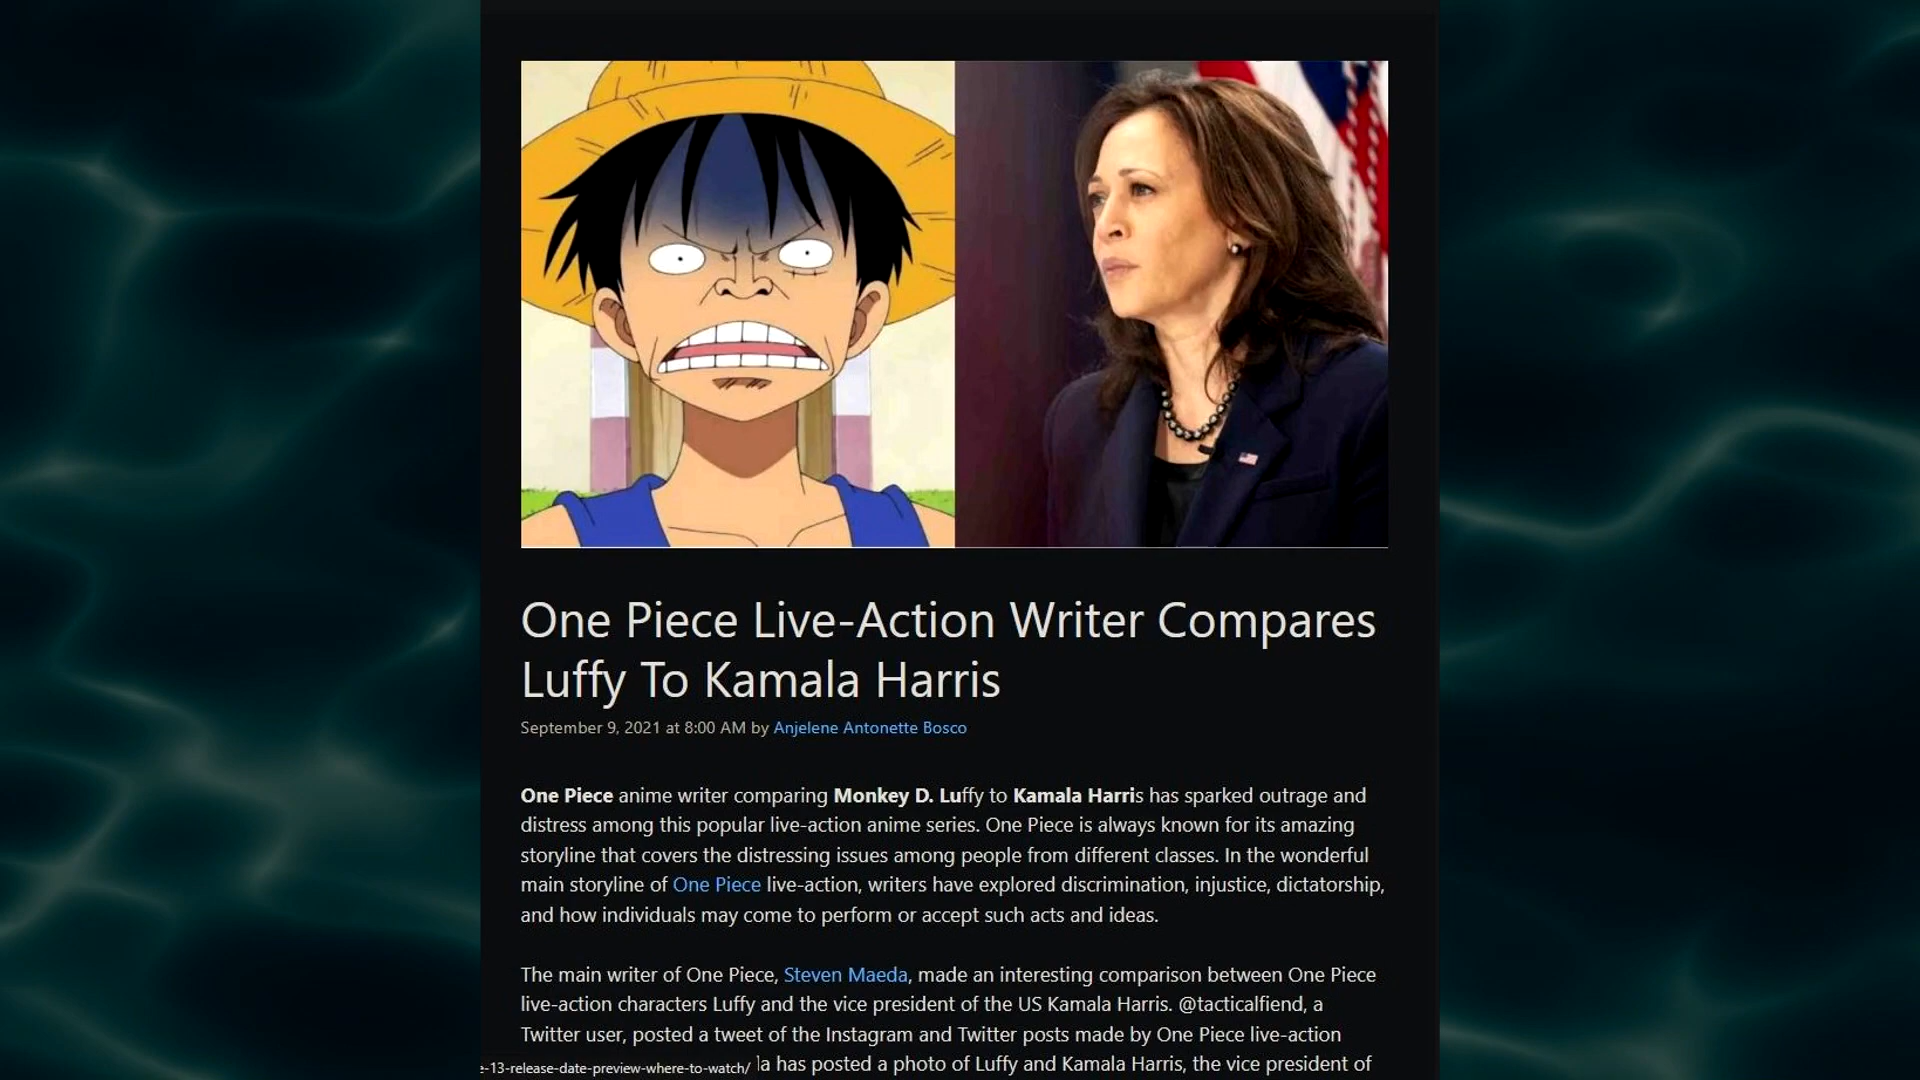 One Piece Live-Action Writer Compares
Luffy To Kamala Harris
September 9, 2021 at 8:00 AM by Anjelene Antonette Bosco
One Piece anime writer comparing Monkey D. Luffy to Kamala Harris has sparked outrage and
distress among this popular live-action anime series. One Piece is always known for its amazing
storyline that covers the distressing issues among people from different classes. In the wonderful
main storyline of One Piece live-action, writers have explored discrimination, injustice, dictatorship,
and how individuals may come to perform or accept such acts and ideas.
The main writer of One Piece, Steven Maeda, made an interesting comparison between One Piece
live-action characters Luffy and the vice president of the US Kamala Harris. @tacticalfiend, a
Twitter user, posted a tweet of the Instagram and Twitter posts made by One Piece live-action
la has posted a photo of Luffy and Kamala Harris, the vice president of
e-13-release-date-preview-where-to-watch/